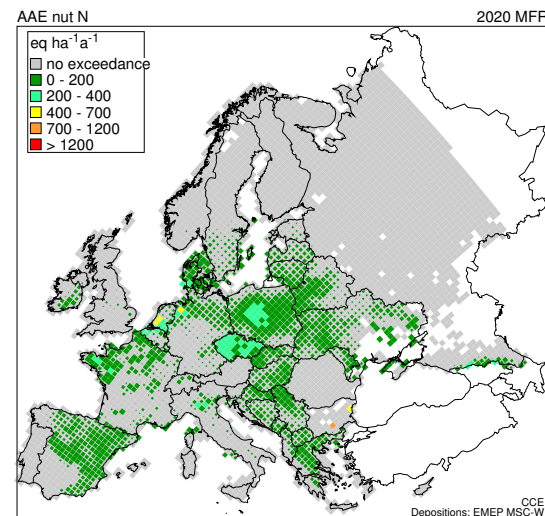 AAE nut N
2020 MFR
eq ha⁻¹a⁻¹
no exceedance
0 - 200
200 - 400
400 - 700
700 - 1200
> 1200
CCE
Depositions: EMEP MSC-W